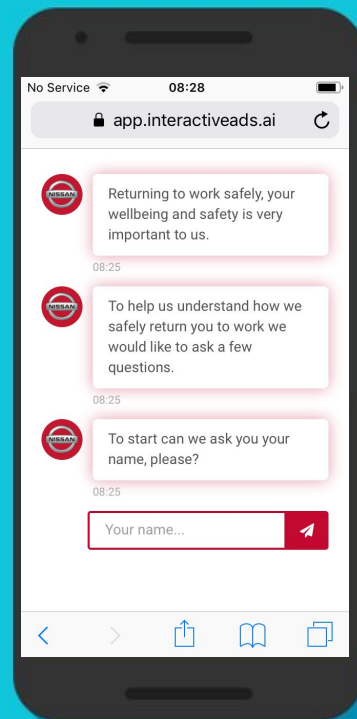 No Service 08:28
app.interactiveads.ai
NISSAN
Returning to work safely, your
wellbeing and safety is very
important to us.
08:25
NISSAN
To help us understand how we
safely return you to work we
would like to ask a few
questions.
08:25
NISSAN
To start can we ask you your
name, please?
08:25
Your name...